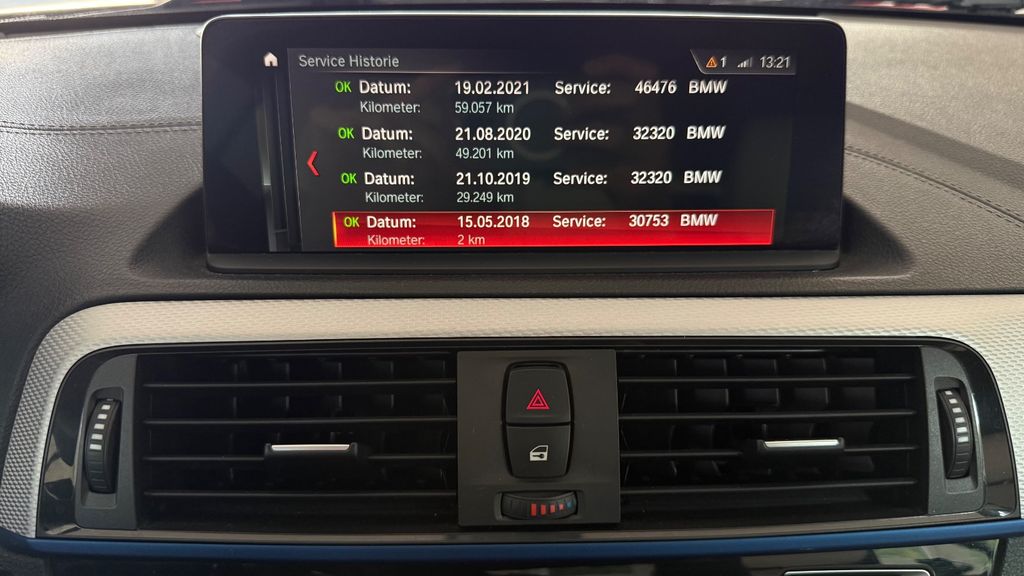 Service Historie 1 13:21
OK Datum: 19.02.2021 Service: 46476 BMW
Kilometer: 59.057 km
OK Datum: 21.08.2020 Service: 32320 BMW
Kilometer: 49.201 km
OK Datum: 21.10.2019 Service: 32320 BMW
Kilometer: 29.249 km
OK Datum: 15.05.2018 Service: 30753 BMW
Kilometer: 2 km